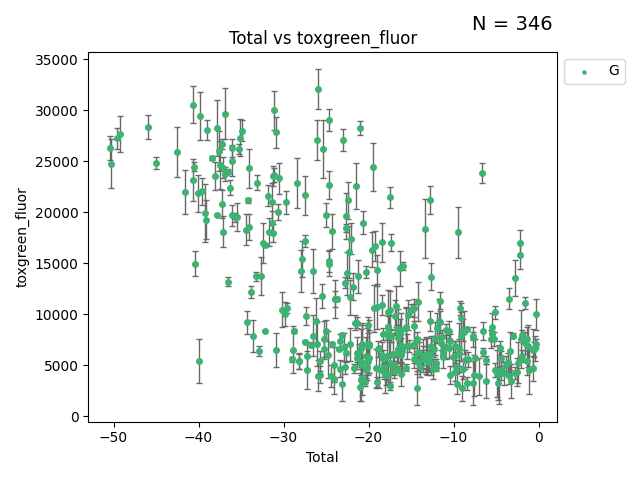 N = 346
Total vs toxgreen_fluor
G
35000
30000
25000
20000
15000
10000
5000
0
toxgreen_fluor
−50 −40 −30 −20 −10 0
Total